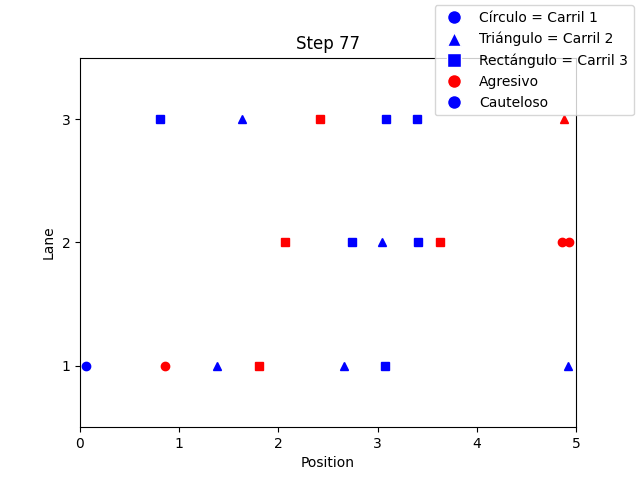 Step 77
Círculo = Carril 1
Triángulo = Carril 2
Rectángulo = Carril 3
Agresivo
Cauteloso
3
2
1
Lane
0 1 2 3 4 5
Position